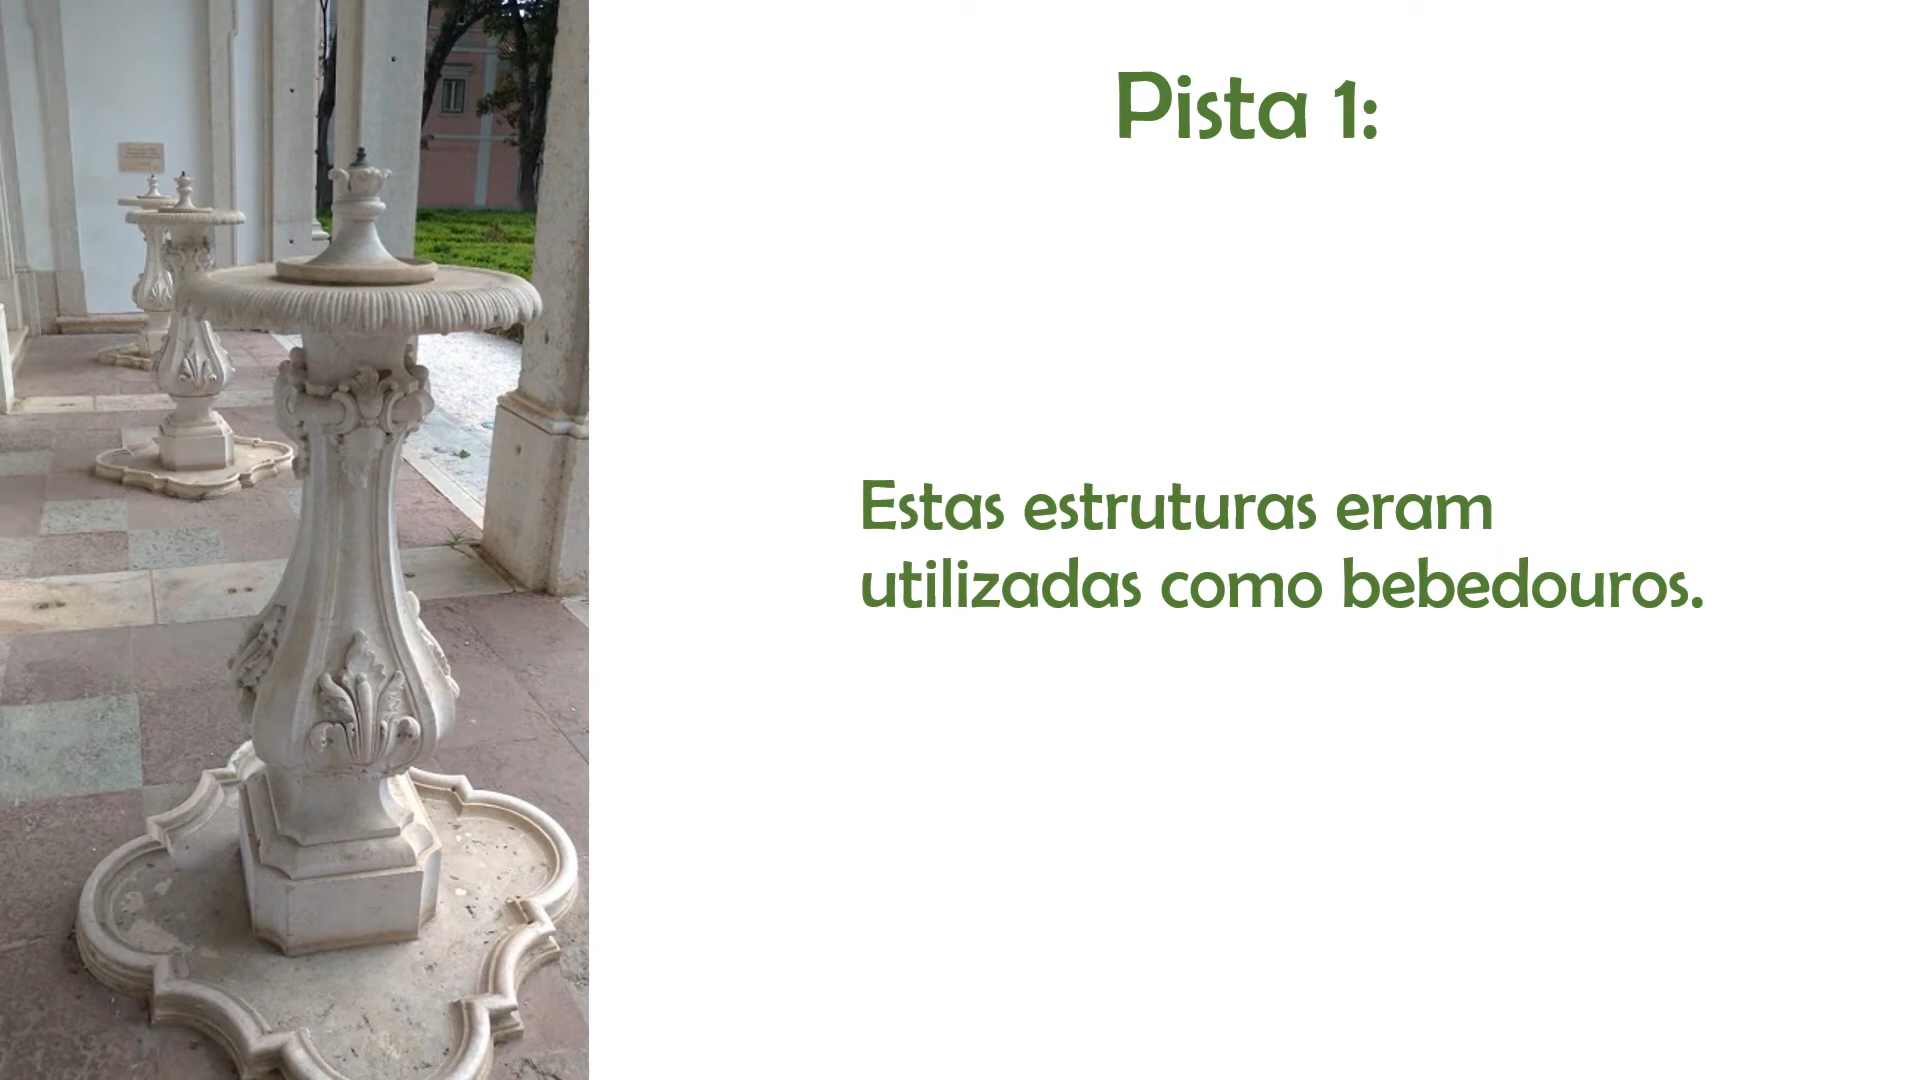 Pista 1:
Estas estruturas eram
utilizadas como bebedouros.